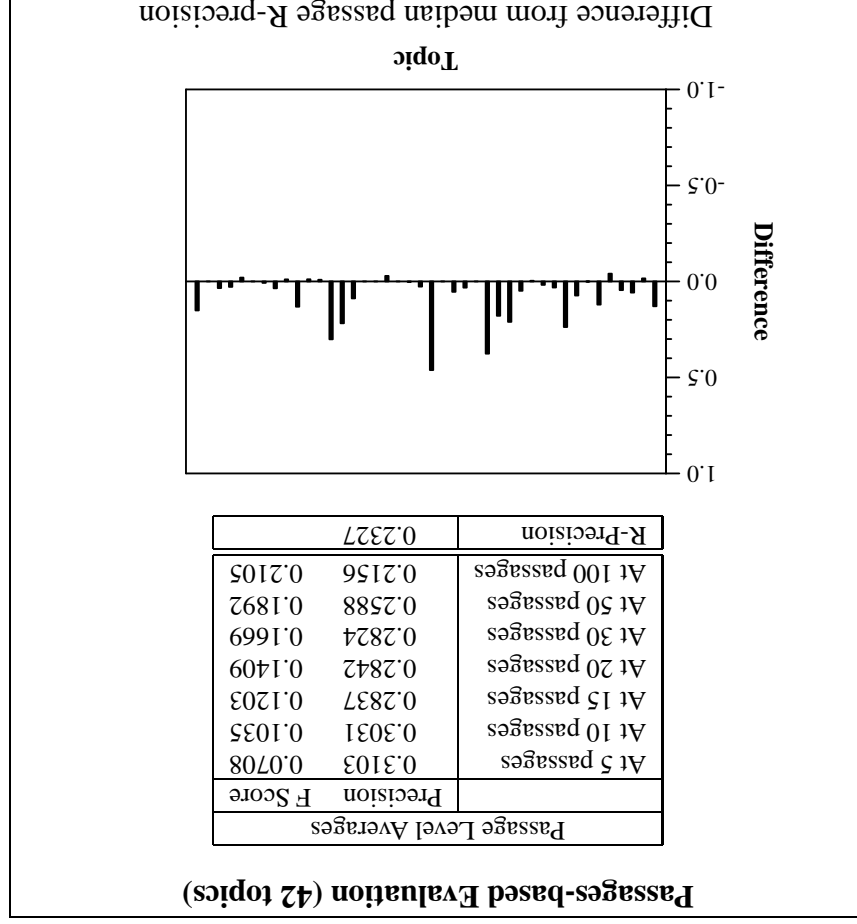 Passages-based Evaluation (42 topics)
Passage Level Averages
Precision F Score
At 5 passages 0.3103 0.0708
At 10 passages 0.3031 0.1035
At 15 passages 0.2837 0.1203
At 20 passages 0.2842 0.1409
At 30 passages 0.2824 0.1669
At 50 passages 0.2588 0.1892
At 100 passages 0.2156 0.2105
R-Precision 0.2327
1.0
0.5
0.0
-0.5
-1.0
Difference
Topic
Difference from median passage R-precision